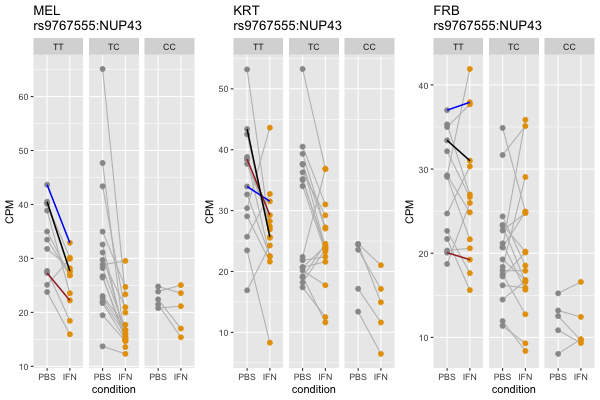 MEL
rs9767555:NUP43
TT TC CC
CPM
60
50
40
30
20
10
PBS IFN PBS IFN PBS IFN
condition
KRT
rs9767555:NUP43
TT TC CC
CPM
50
40
30
20
10
PBS IFN PBS IFN PBS IFN
condition
FRB
rs9767555:NUP43
TT TC CC
CPM
40
30
20
10
PBS IFN PBS IFN PBS IFN
condition